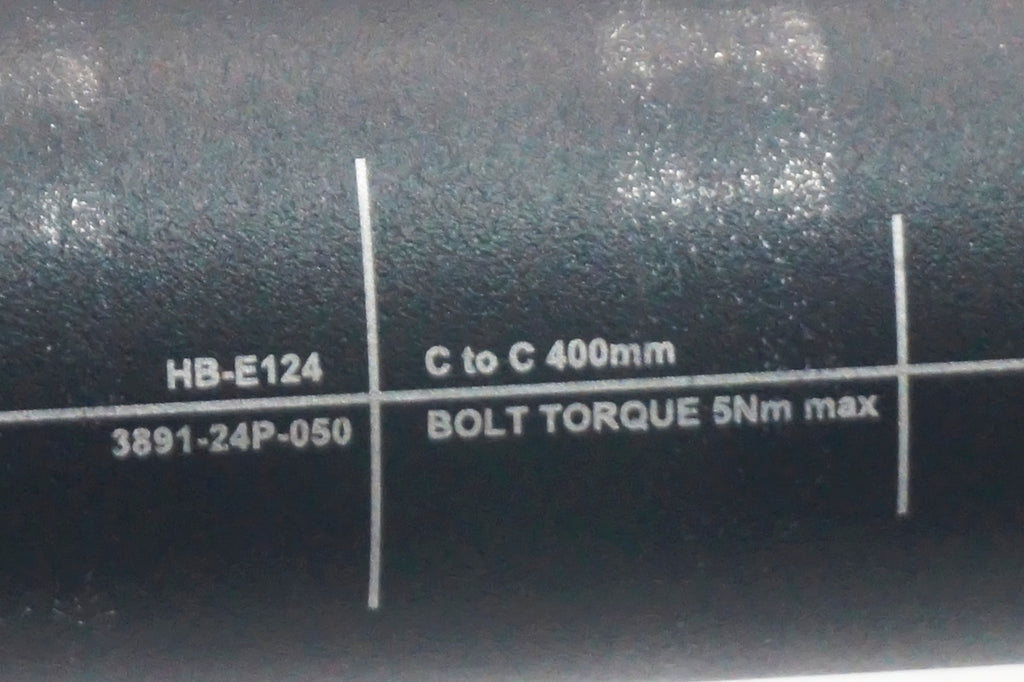 HB-E124
3891-24P-050
C to C 400mm
BOLT TORQUE 5Nm max